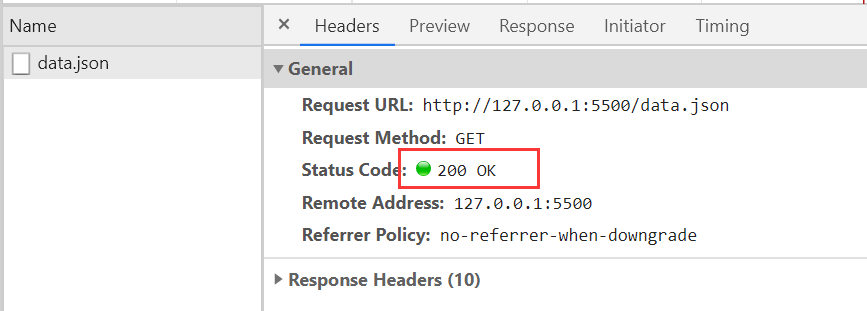 Name
× Headers Preview Response Initiator Timing
data.json
▼ General
Request URL: http://127.0.0.1:5500/data.json
Request Method: GET
Status Code: 200 OK
Remote Address: 127.0.0.1:5500
Referrer Policy: no-referrer-when-downgrade
▶ Response Headers (10)